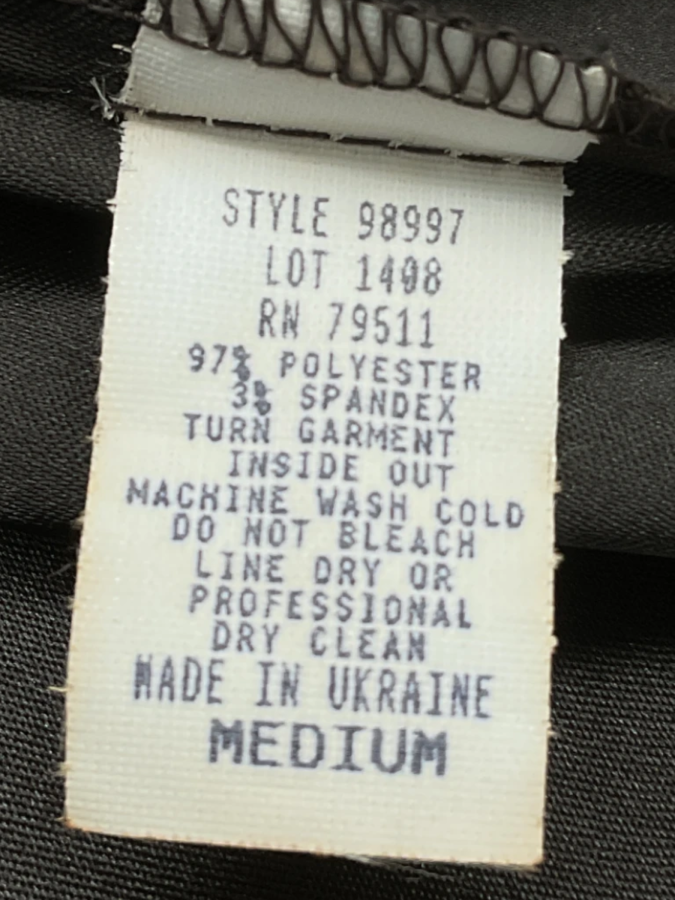 STYLE 98997
LOT 1408
RN 79511
97% POLYESTER
3% SPANDEX
TURN GARMENT
INSIDE OUT
MACHINE WASH COLD
DO NOT BLEACH
LINE DRY OR
PROFESSIONAL
DRY CLEAN
MADE IN UKRAINE
MEDIUM